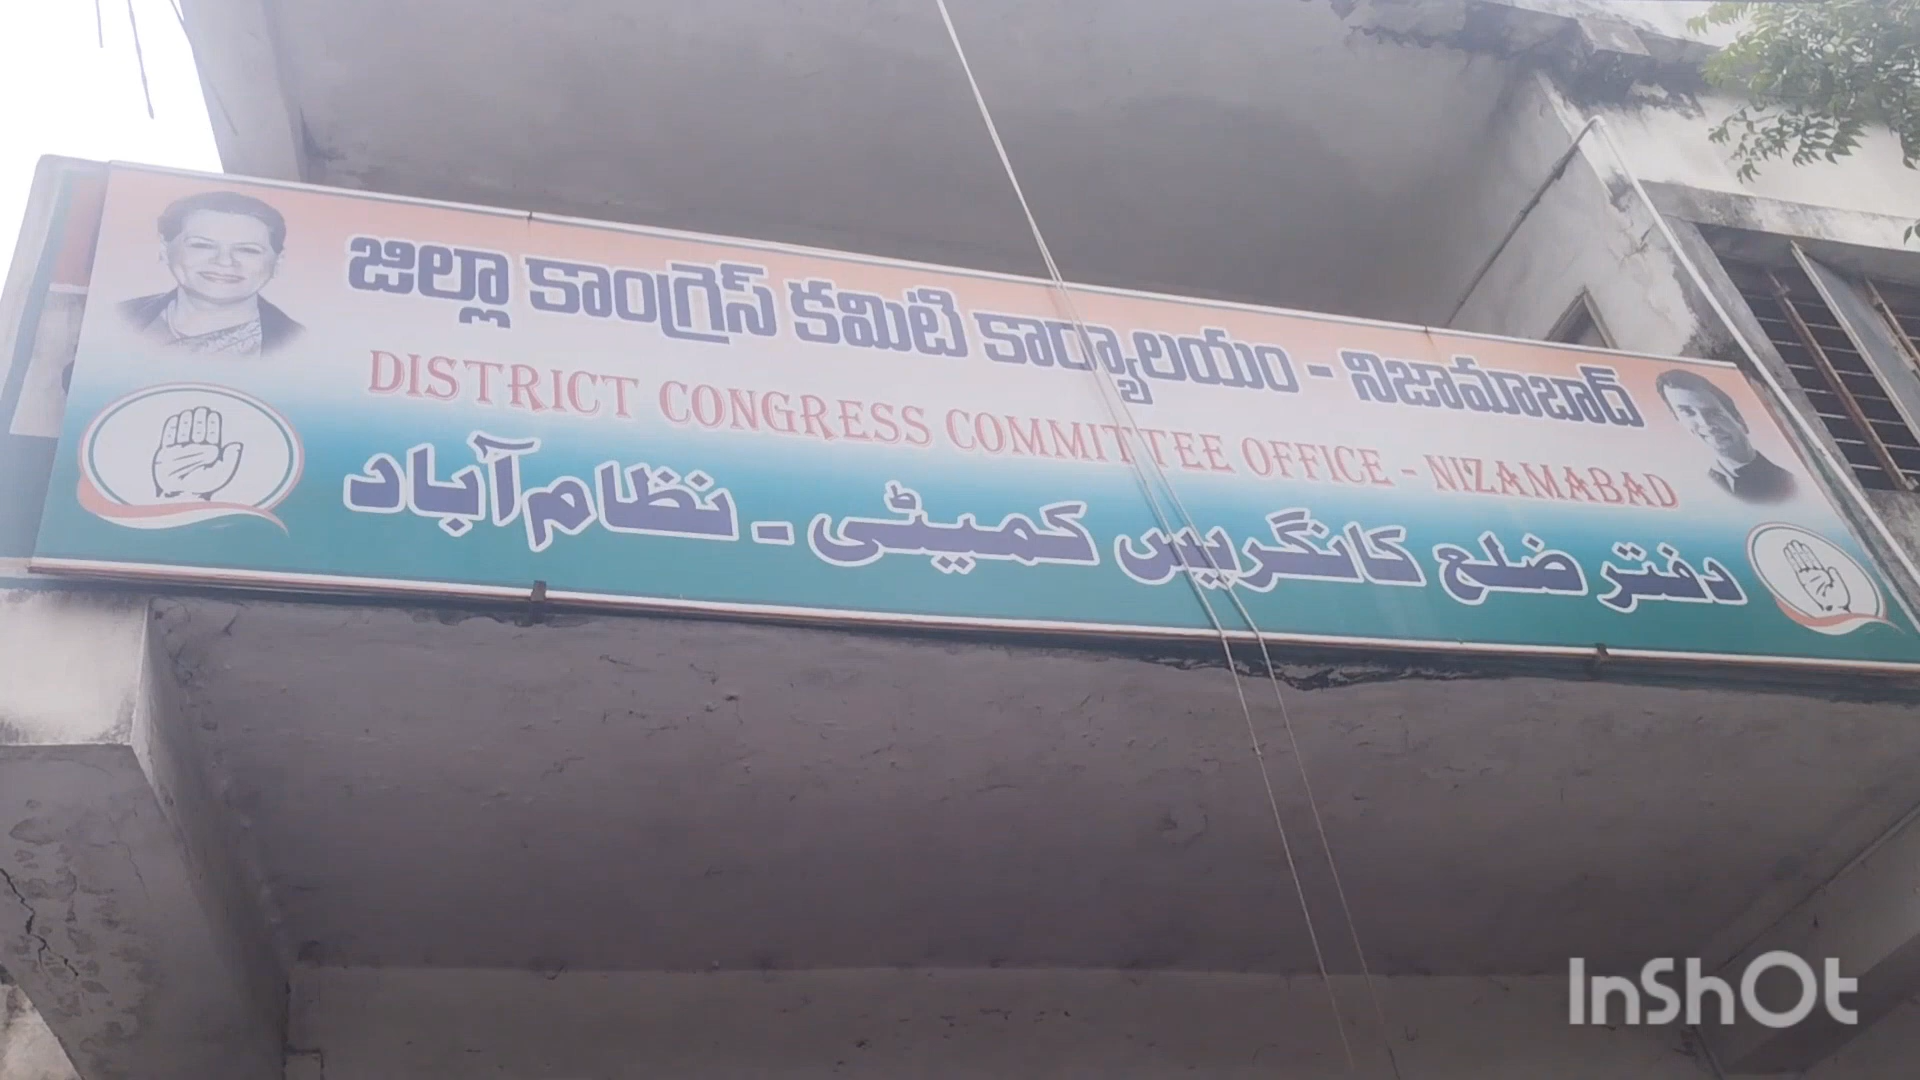 జిల్లా కాంగ్రెస్ కమిటి కార్యాలయం - నిజామాబాద్
DISTRICT CONGRESS COMMITTEE OFFICE - NIZAMABAD
دفتر ضلع کانگریس کمیٹی - نظام آباد
InShOt